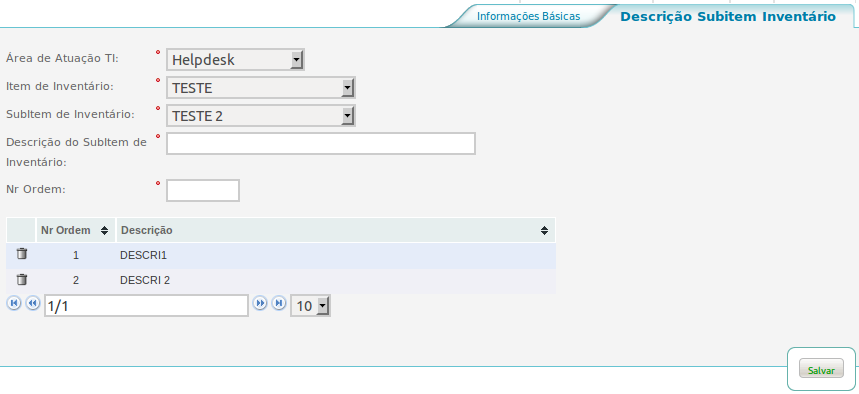 Informações Básicas
Descrição Subitem Inventário
Área de Atuação TI: * Helpdesk
Item de Inventário: * TESTE
SubItem de Inventário: * TESTE 2
Descrição do SubItem de *
Inventário:
Nr Ordem: *
Nr Ordem Descrição
1 DESCRI1
2 DESCRI 2
1/1 10
Salvar